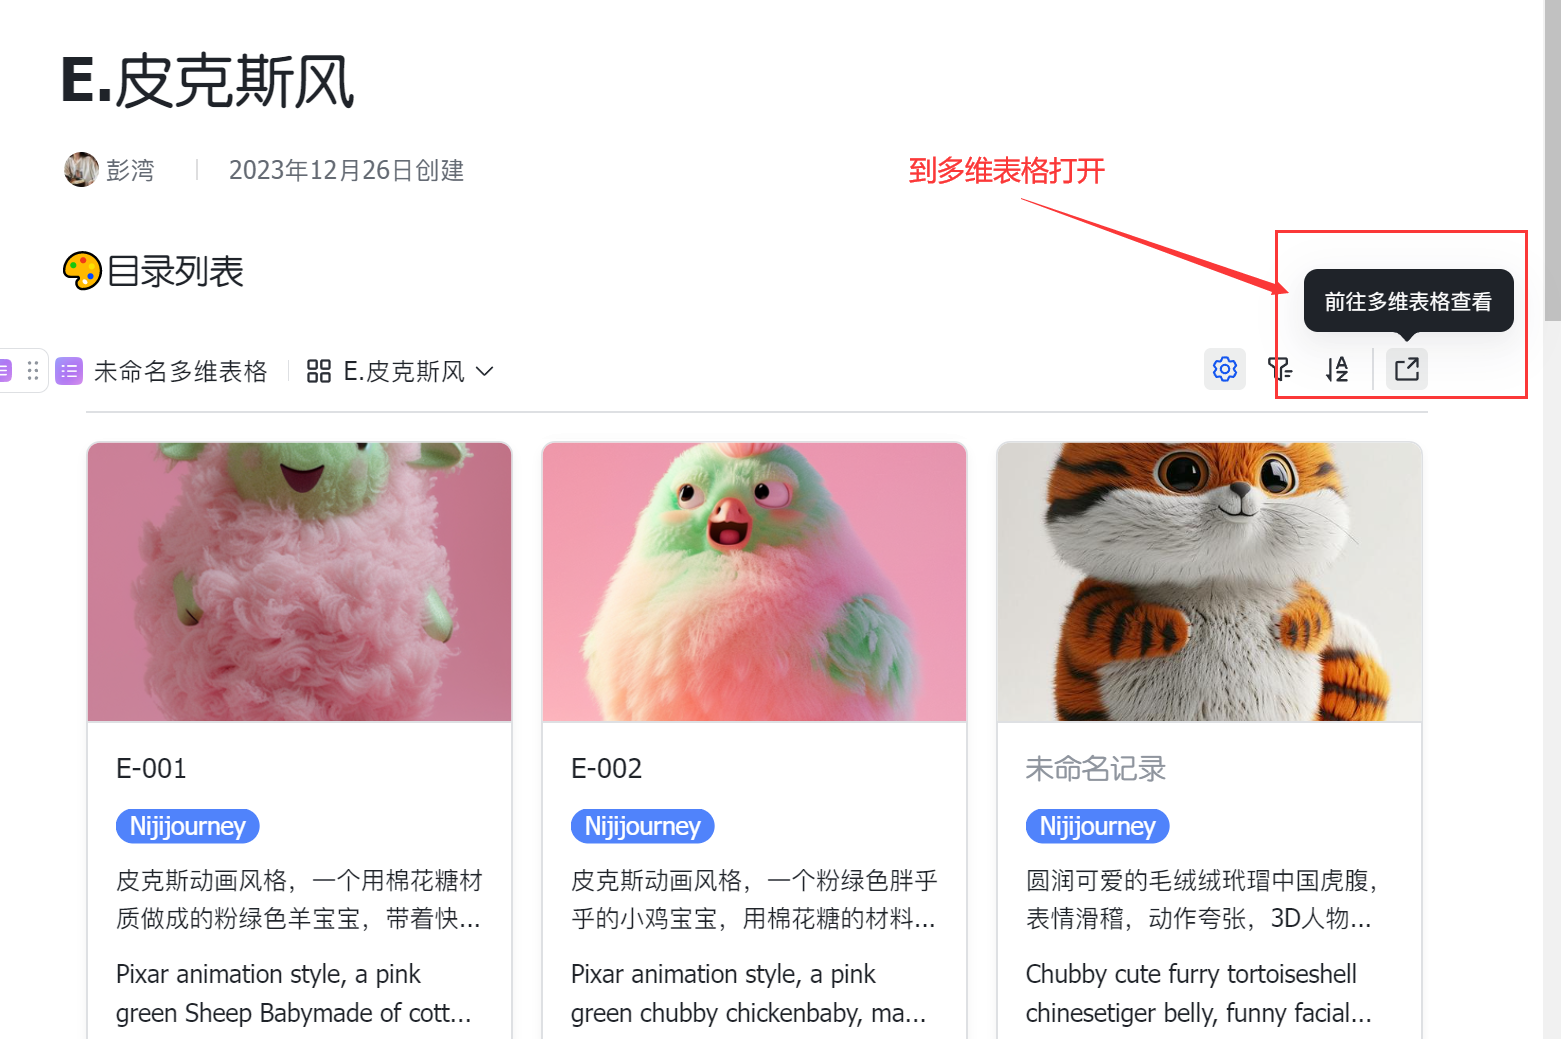 E.皮克斯风
彭湾 2023年12月26日创建
到多维表格打开
目录列表
前往多维表格查看
未命名多维表格 E.皮克斯风
E-001
Nijijourney
皮克斯动画风格，一个用棉花糖材
质做成的粉绿色羊宝宝，带着快...
Pixar animation style, a pink
green Sheep Babymade of cott...
E-002
Nijijourney
皮克斯动画风格，一个粉绿色胖乎
乎的小鸡宝宝，用棉花糖的材料...
Pixar animation style, a pink
green chubby chickenbaby, ma...
未命名记录
Nijijourney
圆润可爱的毛绒绒玳瑁中国虎腹，
表情滑稽，动作夸张，3D人物...
Chubby cute furry tortoiseshell
chinesetiger belly, funny facial...